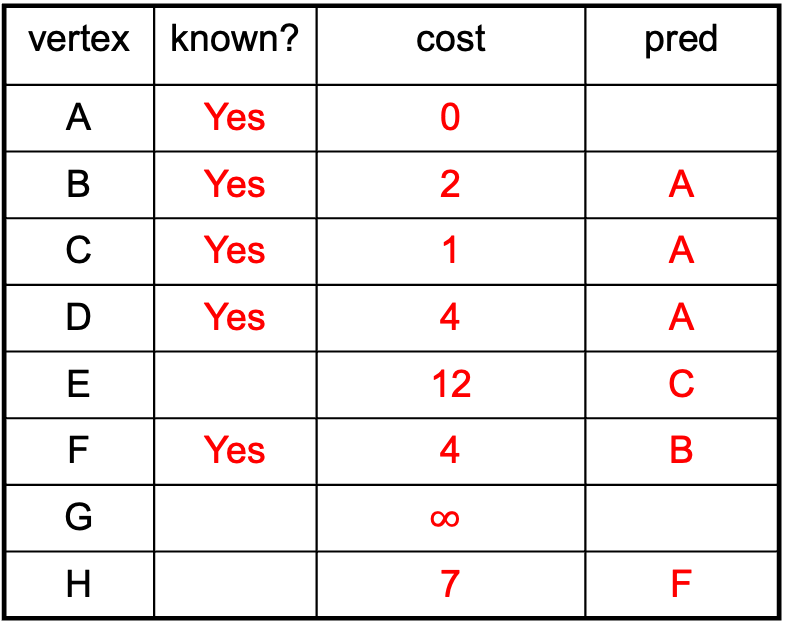 vertex known? cost pred
A Yes 0
B Yes 2 A
C Yes 1 A
D Yes 4 A
E 12 C
F Yes 4 B
G ∞
H 7 F